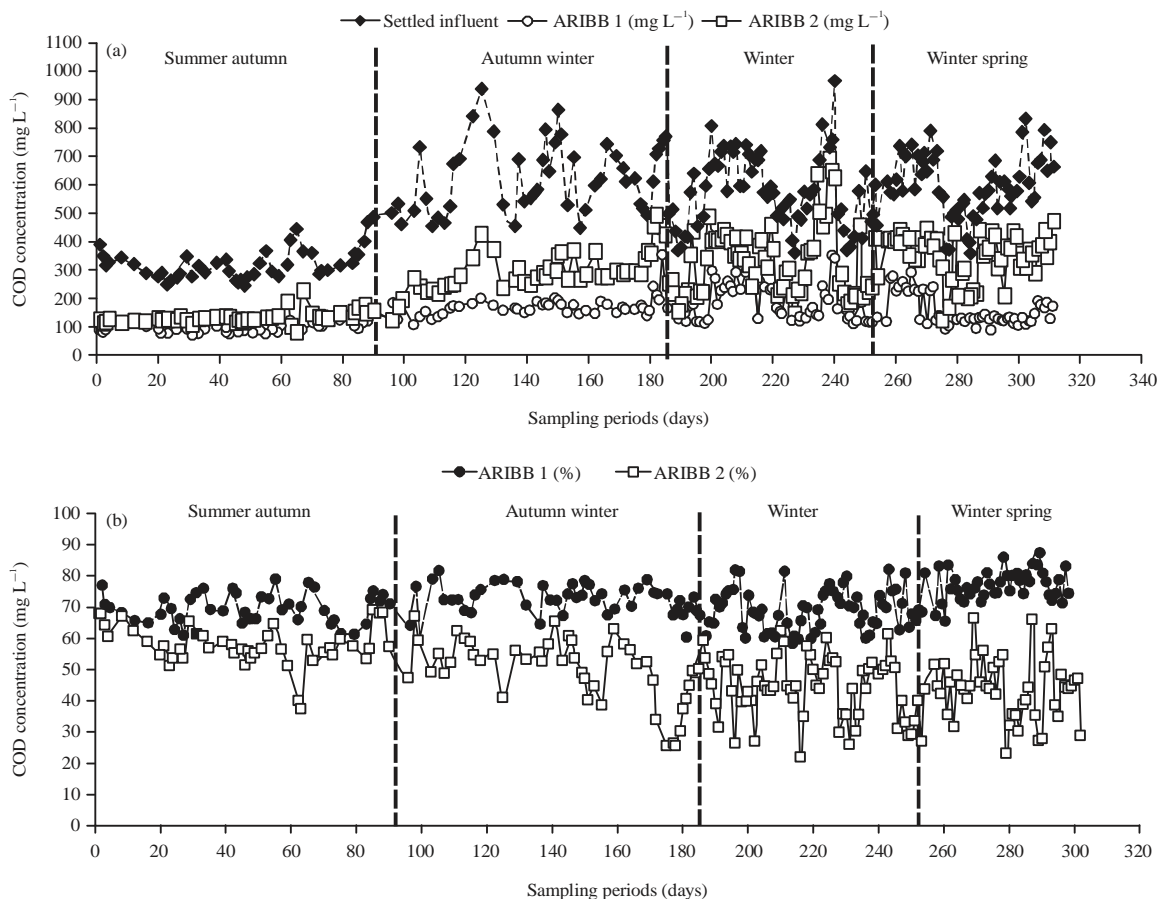 Settled influent ARIBB 1 (mg L⁻¹) ARIBB 2 (mg L⁻¹)
(a)
Summer autumn Autumn winter Winter Winter spring
COD concentration (mg L⁻¹)
1100
1000
900
800
700
600
500
400
300
200
100
0
0 20 40 60 80 100 120 140 160 180 200 220 240 260 280 300 320 340
Sampling periods (days)
ARIBB 1 (%) ARIBB 2 (%)
(b)
Summer autumn Autumn winter Winter Winter spring
COD concentration (mg L⁻¹)
100
90
80
70
60
50
40
30
20
10
0
0 20 40 60 80 100 120 140 160 180 200 220 240 260 280 300 320
Sampling periods (days)